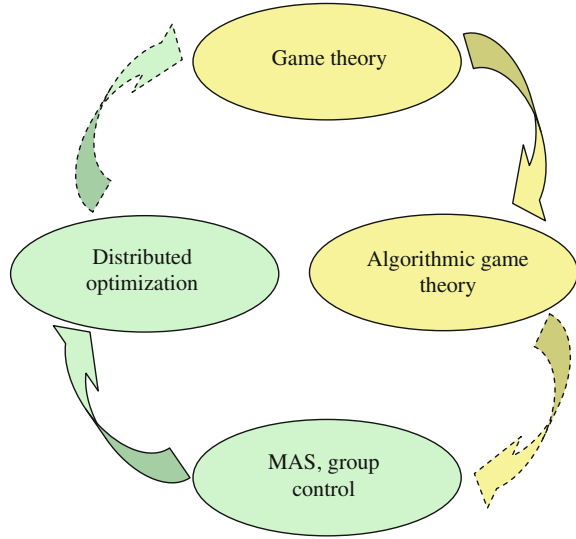 Game theory
Distributed
optimization
Algorithmic game
theory
MAS, group
control